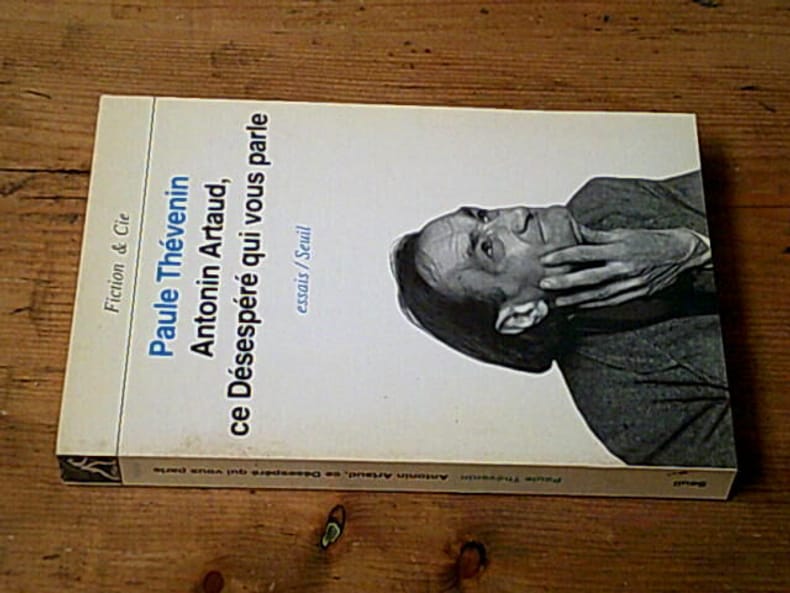 Fiction & Cie
Paule Thévenin
Antonin Artaud,
ce Désespéré qui vous parle
essais / Seuil
Paule Thévenin Antonin Artaud, ce Désespéré qui vous parle
Seuil